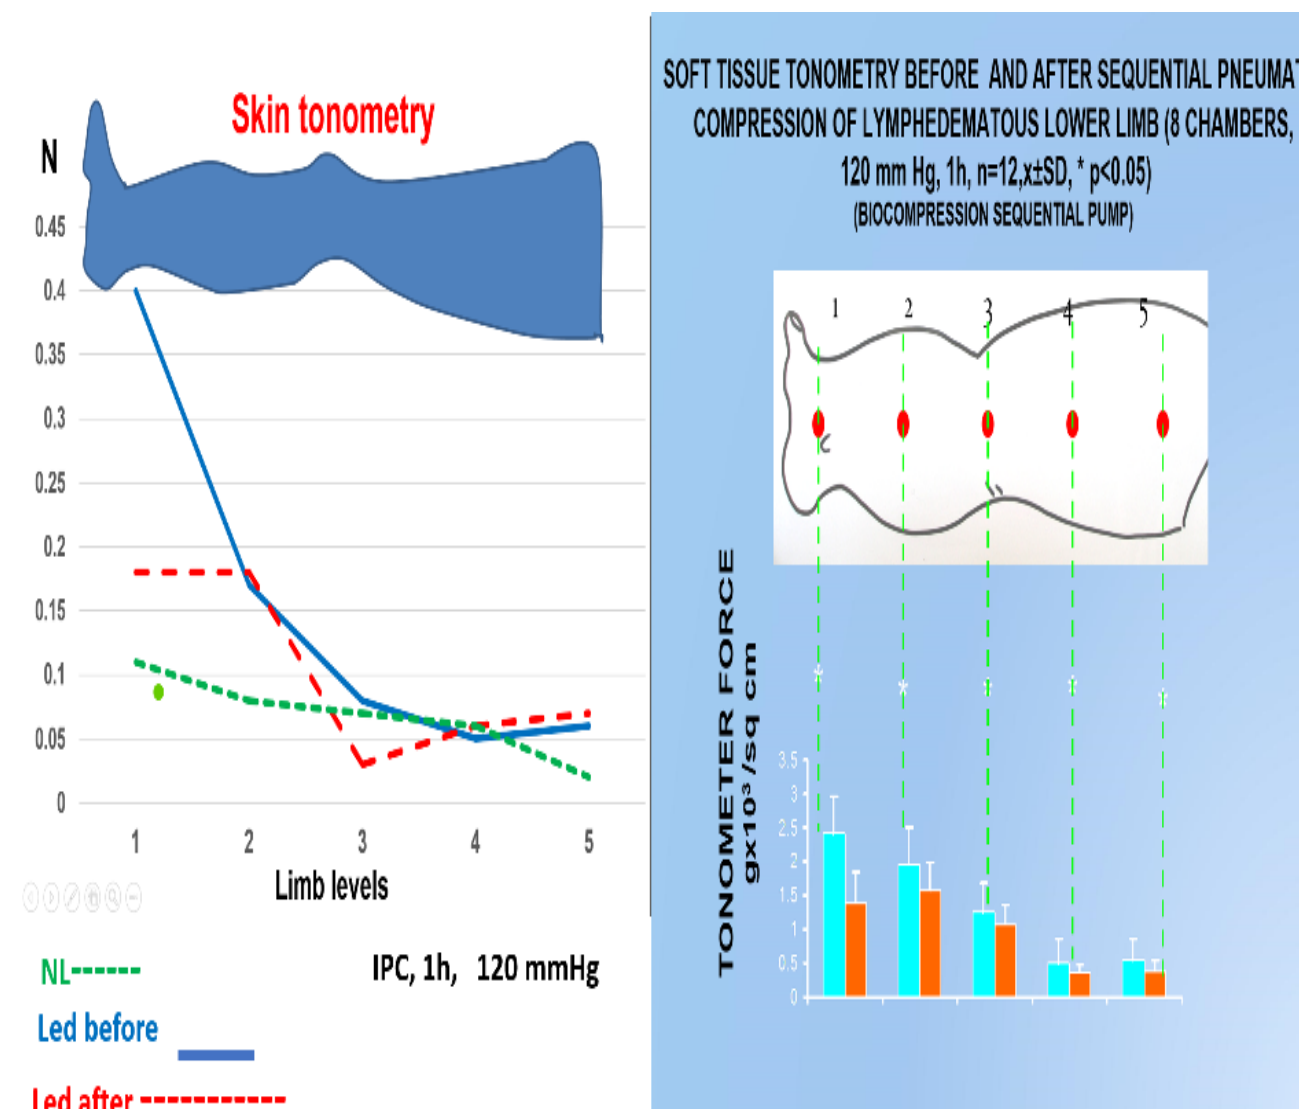 Skin tonometry
N
0.45
0.4
0.35
0.3
0.25
0.2
0.15
0.1
0.05
0
1 2 3 4 5
Limb levels
NL
IPC, 1h, 120 mmHg
Led before
Led after
SOFT TISSUE TONOMETRY BEFORE AND AFTER SEQUENTIAL PNEUMAT
COMPRESSION OF LYMPHEDEMATOUS LOWER LIMB (8 CHAMBERS,
120 mm Hg, 1h, n=12,x±SD, * p<0.05)
(BIOCOMPRESSION SEQUENTIAL PUMP)
1 2 3 4 5
* * * * *
TONOMETER FORCE
gx10³ /sq cm
3.5
3
2.5
2
1.5
1
0.5
0